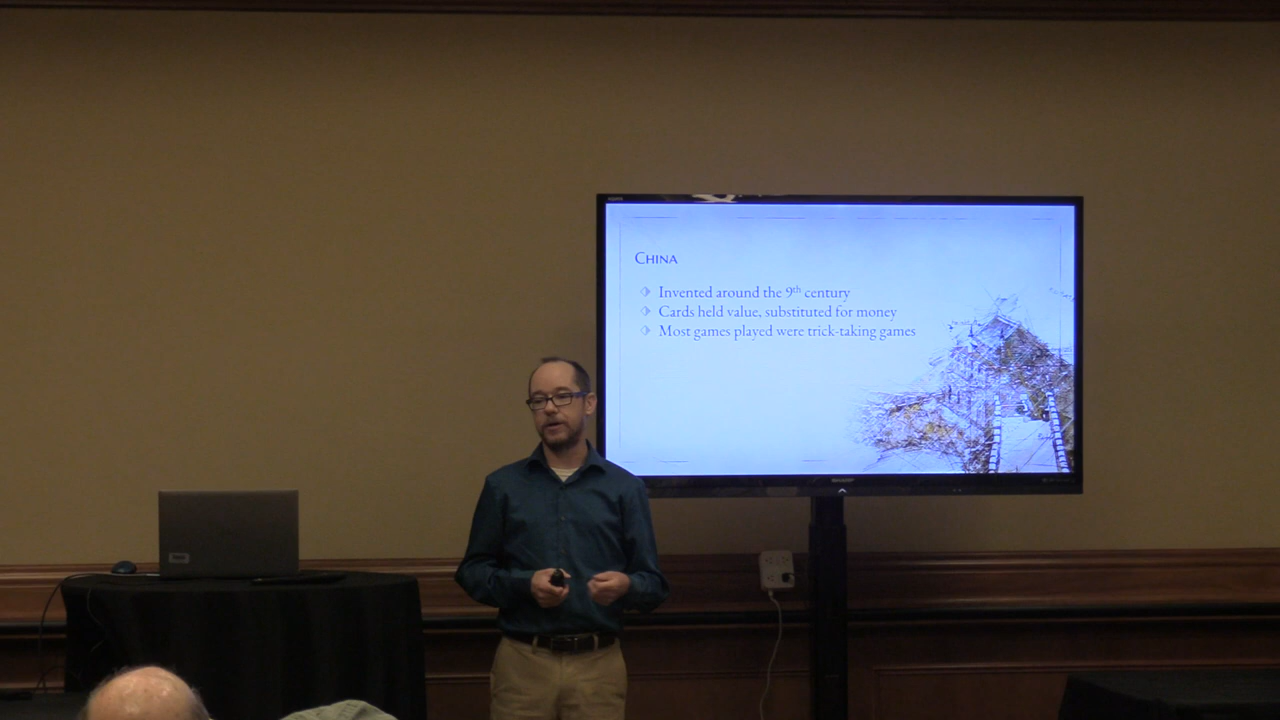 CHINA
Invented around the 9th century
Cards held value, substituted for money
Most games played were trick-taking games
SHARP